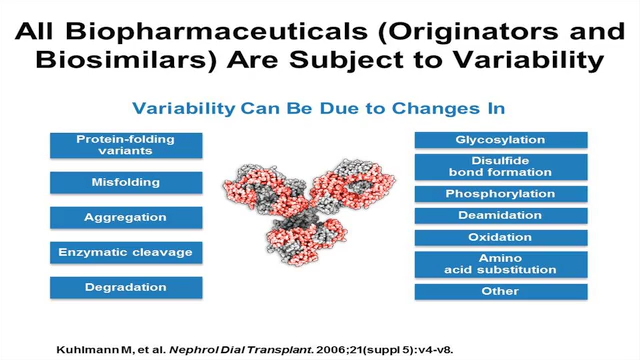 All Biopharmaceuticals (Originators and
Biosimilars) Are Subject to Variability
Variability Can Be Due to Changes In
Protein-folding
variants
Misfolding
Aggregation
Enzymatic cleavage
Degradation
Glycosylation
Disulfide
bond formation
Phosphorylation
Deamidation
Oxidation
Amino
acid substitution
Other
Kuhlmann M, et al. Nephrol Dial Transplant. 2006;21(suppl 5):v4-v8.